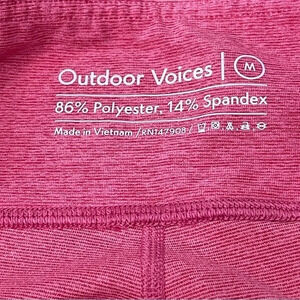 Outdoor Voices | M
86% Polyester, 14% Spandex
Made in Vietnam /RN147908/